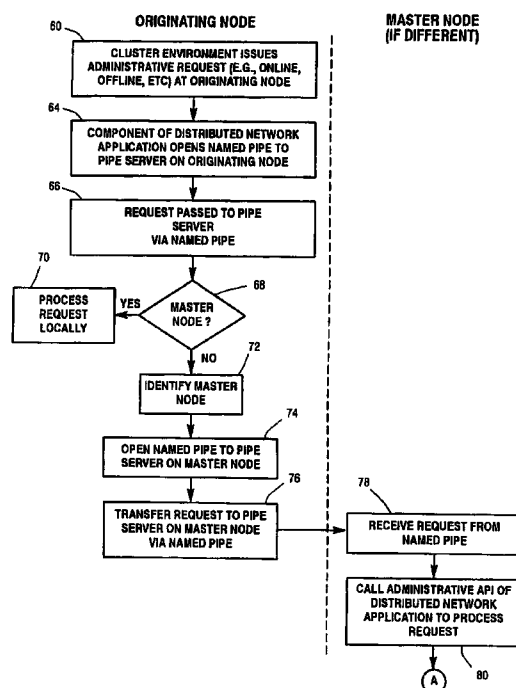 ORIGINATING NODE
MASTER NODE
(IF DIFFERENT)
60
CLUSTER ENVIRONMENT ISSUES
ADMINISTRATIVE REQUEST (E.G., ONLINE,
OFFLINE, ETC) AT ORIGINATING NODE
64
COMPONENT OF DISTRIBUTED NETWORK
APPLICATION OPENS NAMED PIPE TO
PIPE SERVER ON ORIGINATING NODE
66
REQUEST PASSED TO PIPE
SERVER
VIA NAMED PIPE
70
PROCESS
REQUEST
LOCALLY
YES
68
MASTER
NODE ?
NO
72
IDENTIFY MASTER
NODE
74
OPEN NAMED PIPE TO PIPE
SERVER ON MASTER NODE
76
TRANSFER REQUEST TO PIPE
SERVER ON MASTER NODE
VIA NAMED PIPE
78
RECEIVE REQUEST FROM
NAMED PIPE
CALL ADMINISTRATIVE API OF
DISTRIBUTED NETWORK
APPLICATION TO PROCESS
REQUEST
80
A